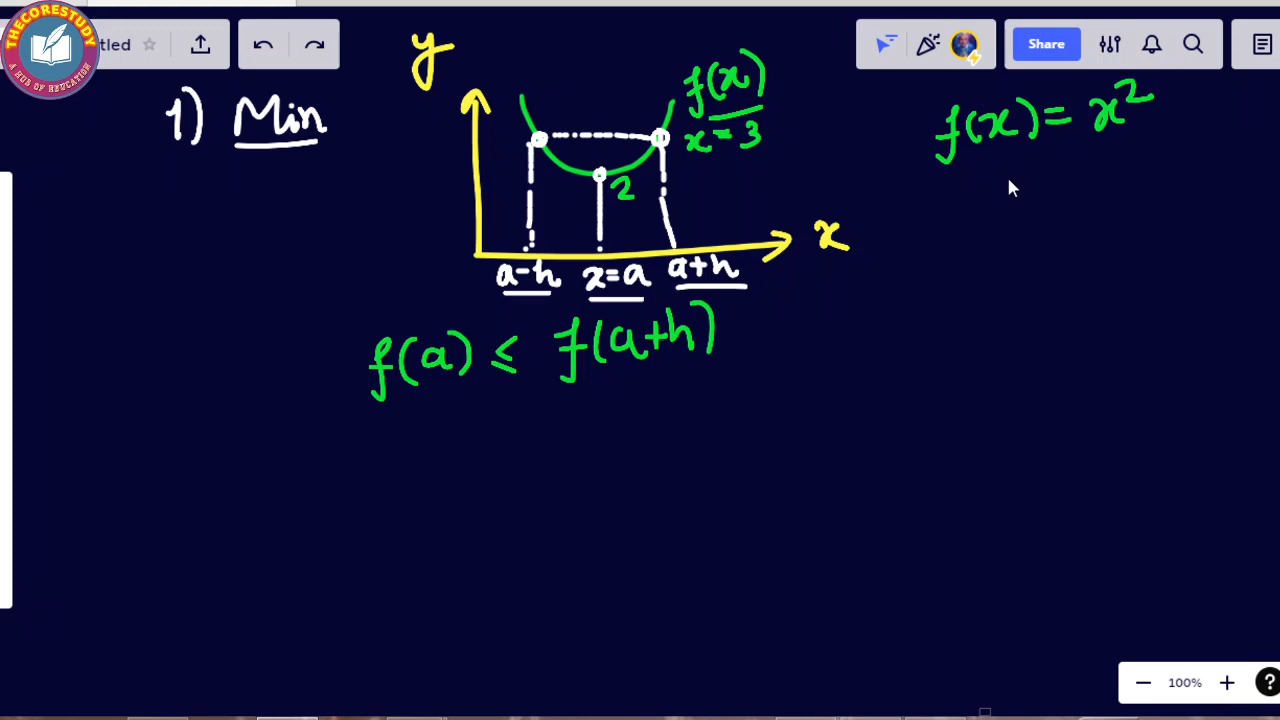 THECORESTUDY
A HUB OF EDUCATION
tled
Share
1) Min
y
f(x)
x = 3
f(x) = x²
2
x
a-h
x=a
a+h
f(a) ≤ f(a+h)
100%